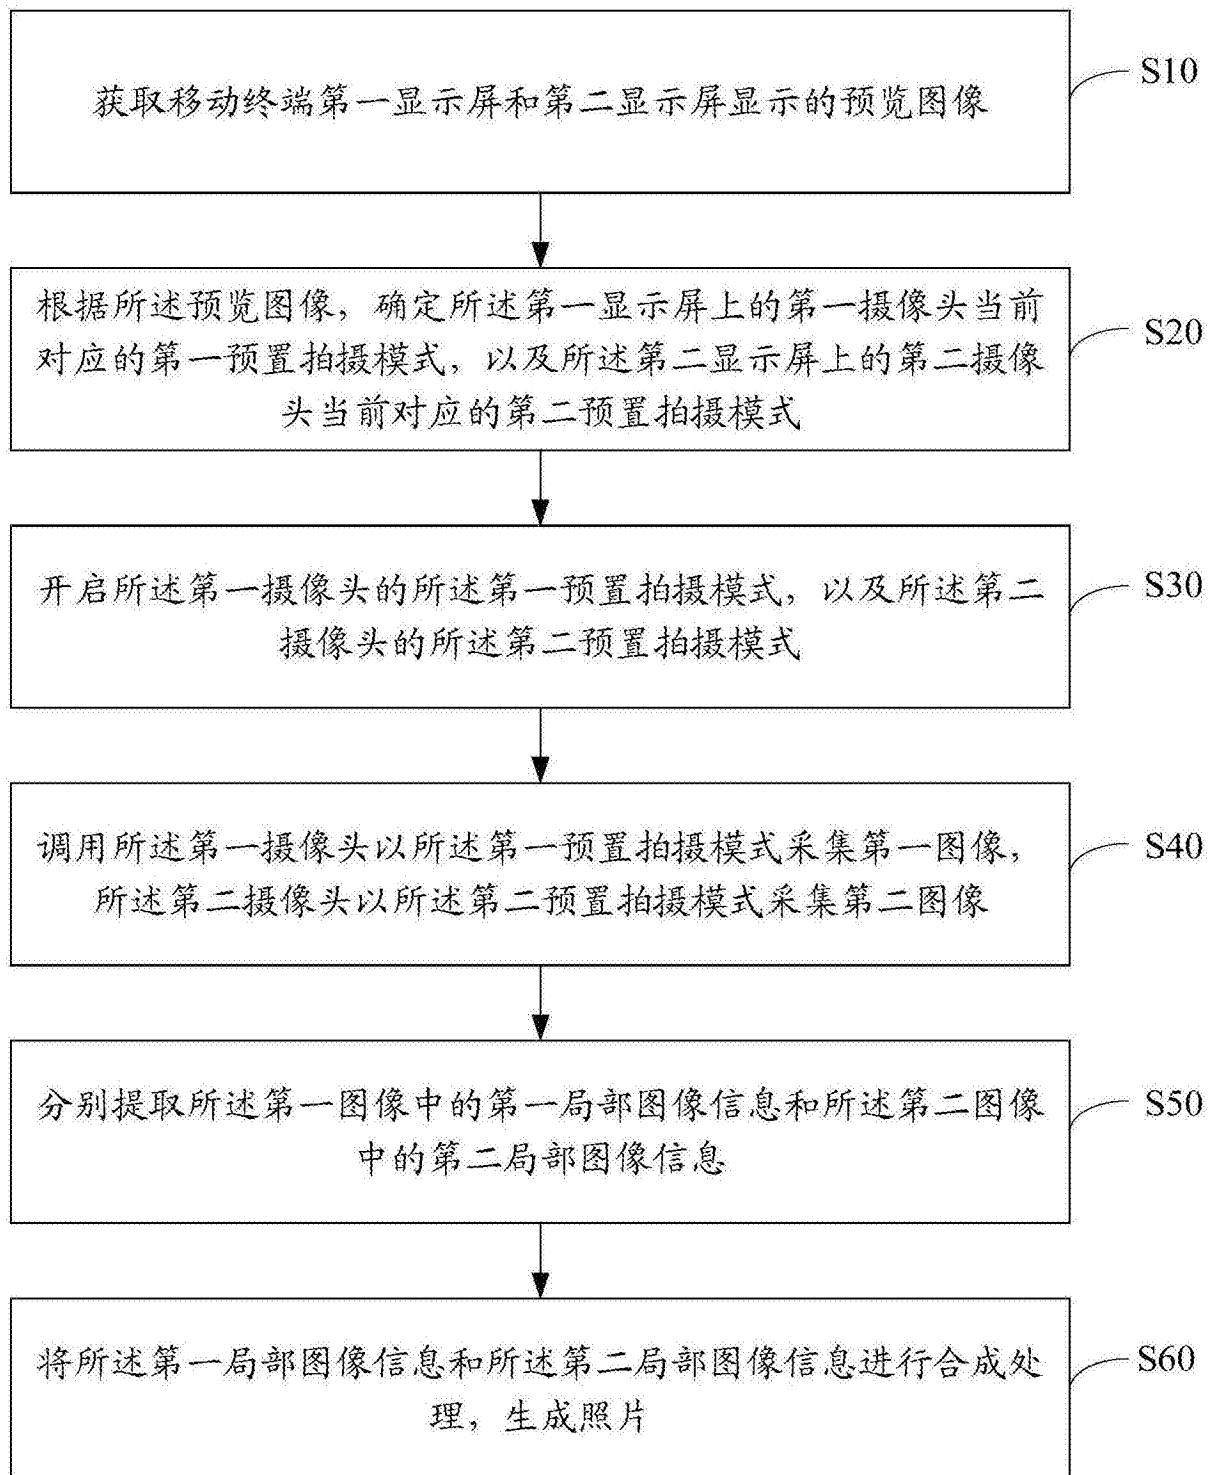 获取移动终端第一显示屏和第二显示屏显示的预览图像
S10
根据所述预览图像，确定所述第一显示屏上的第一摄像头当前
对应的第一预置拍摄模式，以及所述第二显示屏上的第二摄像
头当前对应的第二预置拍摄模式
S20
开启所述第一摄像头的所述第一预置拍摄模式，以及所述第二
摄像头的所述第二预置拍摄模式
S30
调用所述第一摄像头以所述第一预置拍摄模式采集第一图像，
所述第二摄像头以所述第二预置拍摄模式采集第二图像
S40
分别提取所述第一图像中的第一局部图像信息和所述第二图像
中的第二局部图像信息
S50
将所述第一局部图像信息和所述第二局部图像信息进行合成处
理，生成照片
S60